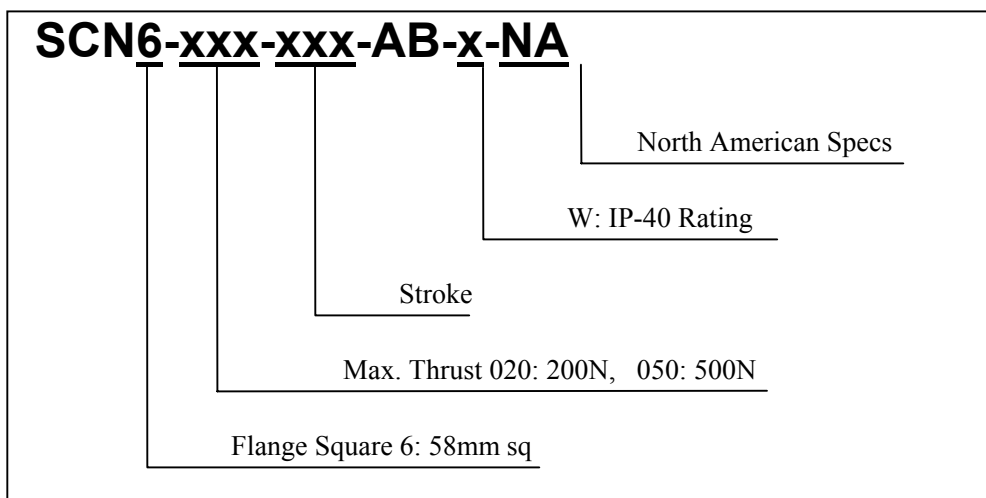 SCN6-xxx-xxx-AB-x-NA
North American Specs
W: IP-40 Rating
Stroke
Max. Thrust 020: 200N, 050: 500N
Flange Square 6: 58mm sq